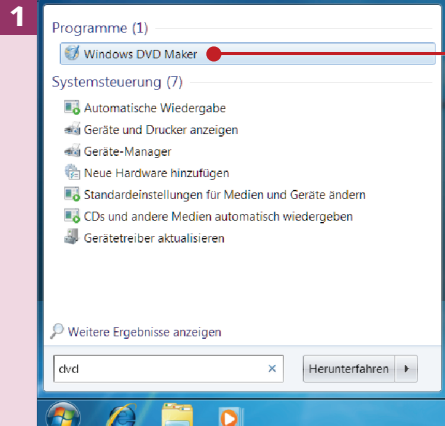 1
Programme (1)
Windows DVD Maker
Systemsteuerung (7)
Automatische Wiedergabe
Geräte und Drucker anzeigen
Geräte-Manager
Neue Hardware hinzufügen
Standardeinstellungen für Medien und Geräte ändern
CDs und andere Medien automatisch wiedergeben
Gerätetreiber aktualisieren
Weitere Ergebnisse anzeigen
dvd
Herunterfahren